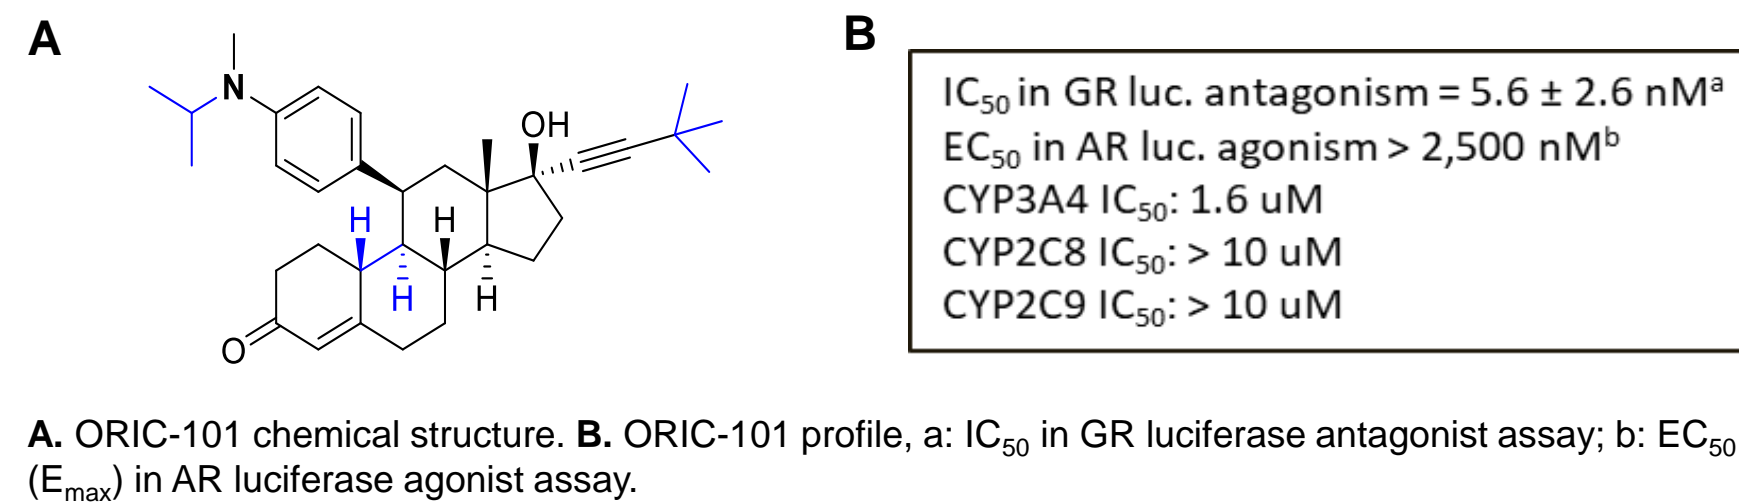 A
B
N
OH
H
H
H
H
O
IC₅₀ in GR luc. antagonism = 5.6 ± 2.6 nMᵃ
EC₅₀ in AR luc. agonism > 2,500 nMᵇ
CYP3A4 IC₅₀: 1.6 uM
CYP2C8 IC₅₀: > 10 uM
CYP2C9 IC₅₀: > 10 uM
A. ORIC-101 chemical structure. B. ORIC-101 profile, a: IC₅₀ in GR luciferase antagonist assay; b: EC₅₀
(Eₘₐₓ) in AR luciferase agonist assay.